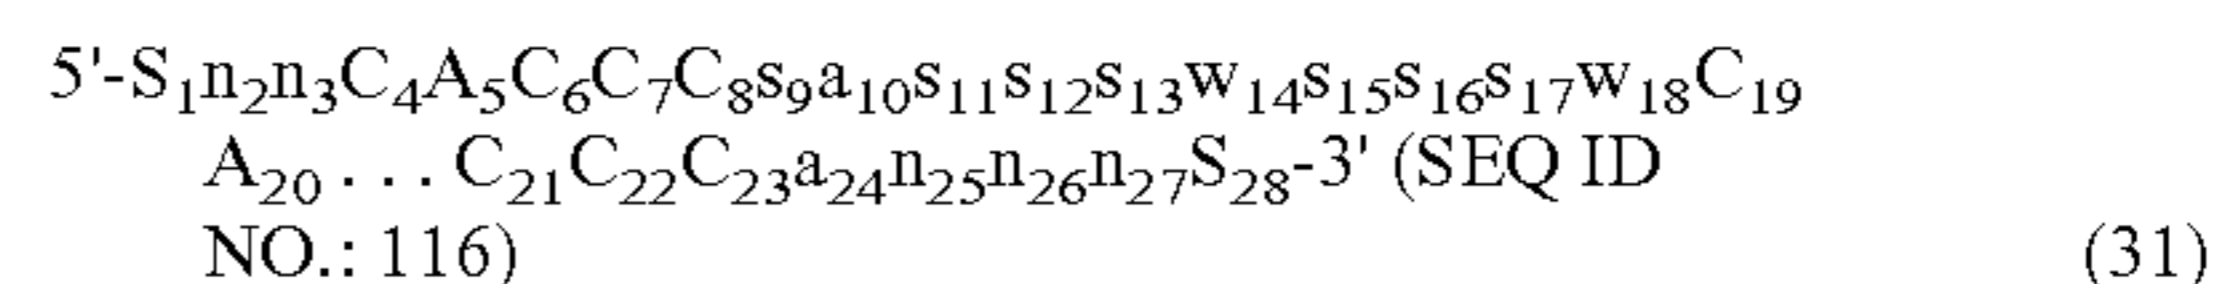 5'-S₁n₂n₃C₄A₅C₆C₇C₈s₉a₁₀s₁₁s₁₂s₁₃w₁₄s₁₅s₁₆s₁₇w₁₈C₁₉
A₂₀ . . . C₂₁C₂₂C₂₃a₂₄n₂₅n₂₆n₂₇S₂₈-3' (SEQ ID
NO.: 116) (31)